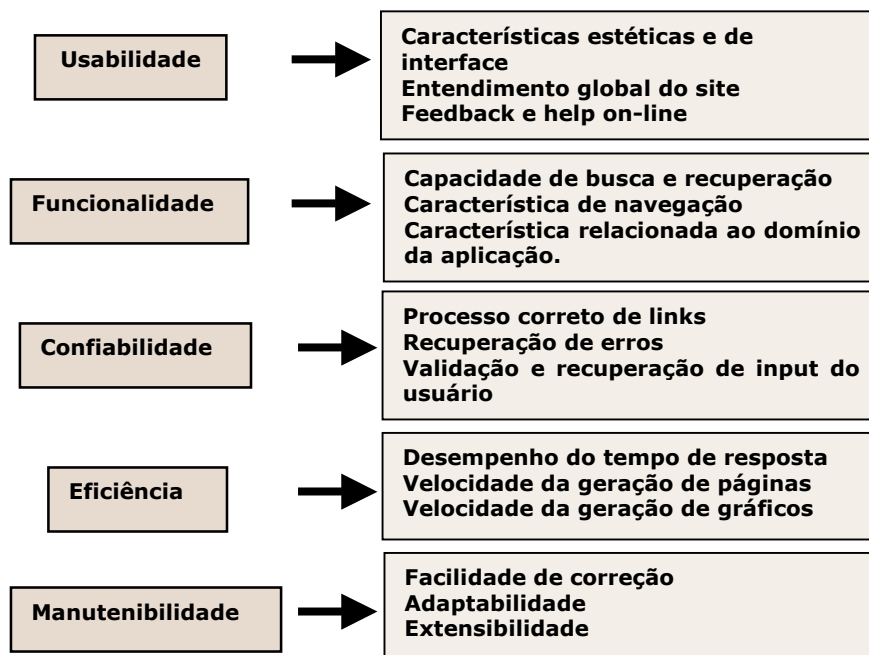 Usabilidade
Características estéticas e de
interface
Entendimento global do site
Feedback e help on-line
Funcionalidade
Capacidade de busca e recuperação
Característica de navegação
Característica relacionada ao domínio
da aplicação.
Confiabilidade
Processo correto de links
Recuperação de erros
Validação e recuperação de input do
usuário
Eficiência
Desempenho do tempo de resposta
Velocidade da geração de páginas
Velocidade da geração de gráficos
Manutenibilidade
Facilidade de correção
Adaptabilidade
Extensibilidade